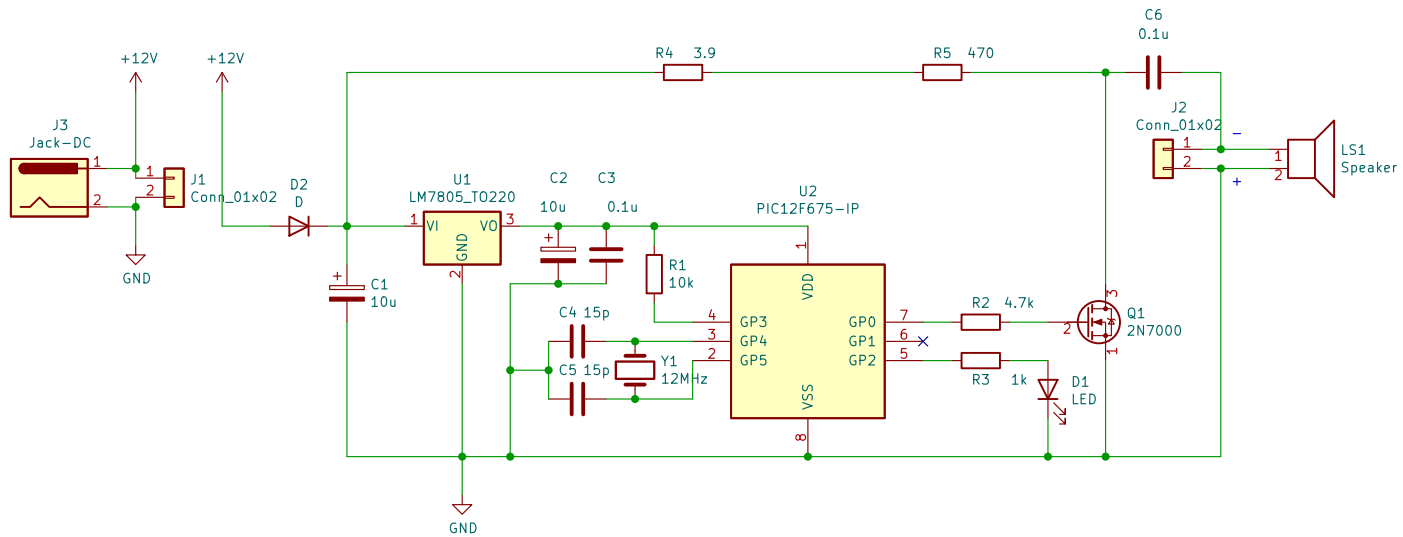 C6
0.1u
R4 3.9
R5 470
+12V
+12V
J3
Jack-DC
1
2
1
2
J1
Conn_01x02
D2
D
U1
LM7805_TO220
1
VI
VO
3
GND
2
+
C1
10u
C2
10u
+
C3
0.1u
R1
10k
U2
PIC12F675-IP
1
VDD
4
GP3
3
GP4
2
GP5
GP0
7
GP1
6
GP2
5
VSS
8
C4 15p
C5 15p
Y1
12MHz
R2 4.7k
R3 1k
D1
LED
3
2
1
Q1
2N7000
J2
Conn_01x02
1
2
-
+
1
2
LS1
Speaker
GND
GND